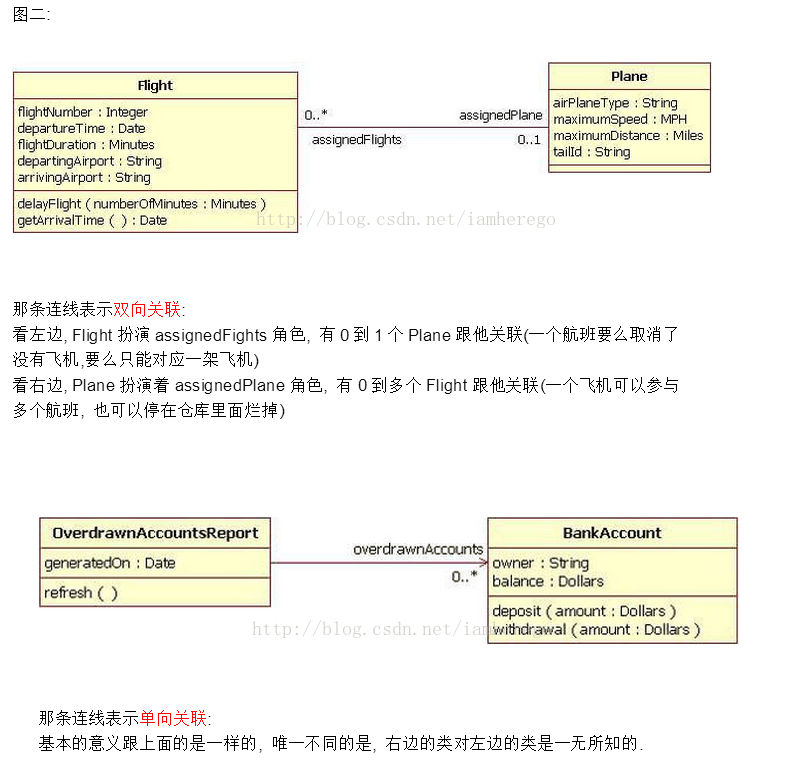 图二:
Flight
flightNumber : Integer
departureTime : Date
flightDuration : Minutes
departingAirport : String
arrivingAirport : String
delayFlight ( numberOfMinutes : Minutes )
getArrivalTime ( ) : Date
0..*
assignedFlights
assignedPlane
0..1
Plane
airPlaneType : String
maximumSpeed : MPH
maximumDistance : Miles
tailId : String
http://blog.csdn.net/iamherego
那条连线表示双向关联:
看左边, Flight 扮演 assignedFights 角色, 有 0 到 1 个 Plane 跟他关联(一个航班要么取消了
没有飞机,要么只能对应一架飞机)
看右边, Plane 扮演着 assignedPlane 角色, 有 0 到多个 Flight 跟他关联(一个飞机可以参与
多个航班, 也可以停在仓库里面烂掉)
OverdrawnAccountsReport
generatedOn : Date
refresh ( )
overdrawnAccounts
0..*
BankAccount
owner : String
balance : Dollars
deposit ( amount : Dollars )
withdrawal ( amount : Dollars )
http://blog.csdn.net/iamherego
那条连线表示单向关联:
基本的意义跟上面的是一样的, 唯一不同的是, 右边的类对左边的类是一无所知的.